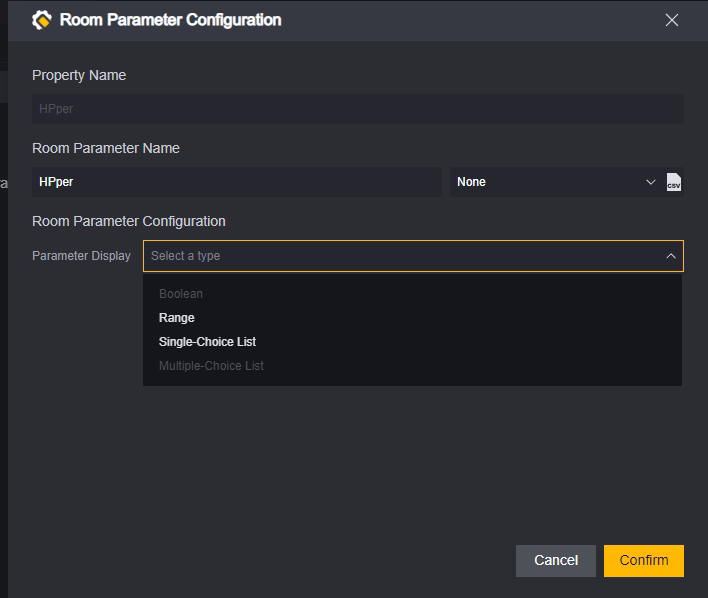 Room Parameter Configuration
Property Name
HPper
Room Parameter Name
HPper
None
csv
Room Parameter Configuration
Parameter Display
Select a type
Boolean
Range
Single-Choice List
Multiple-Choice List
Cancel
Confirm